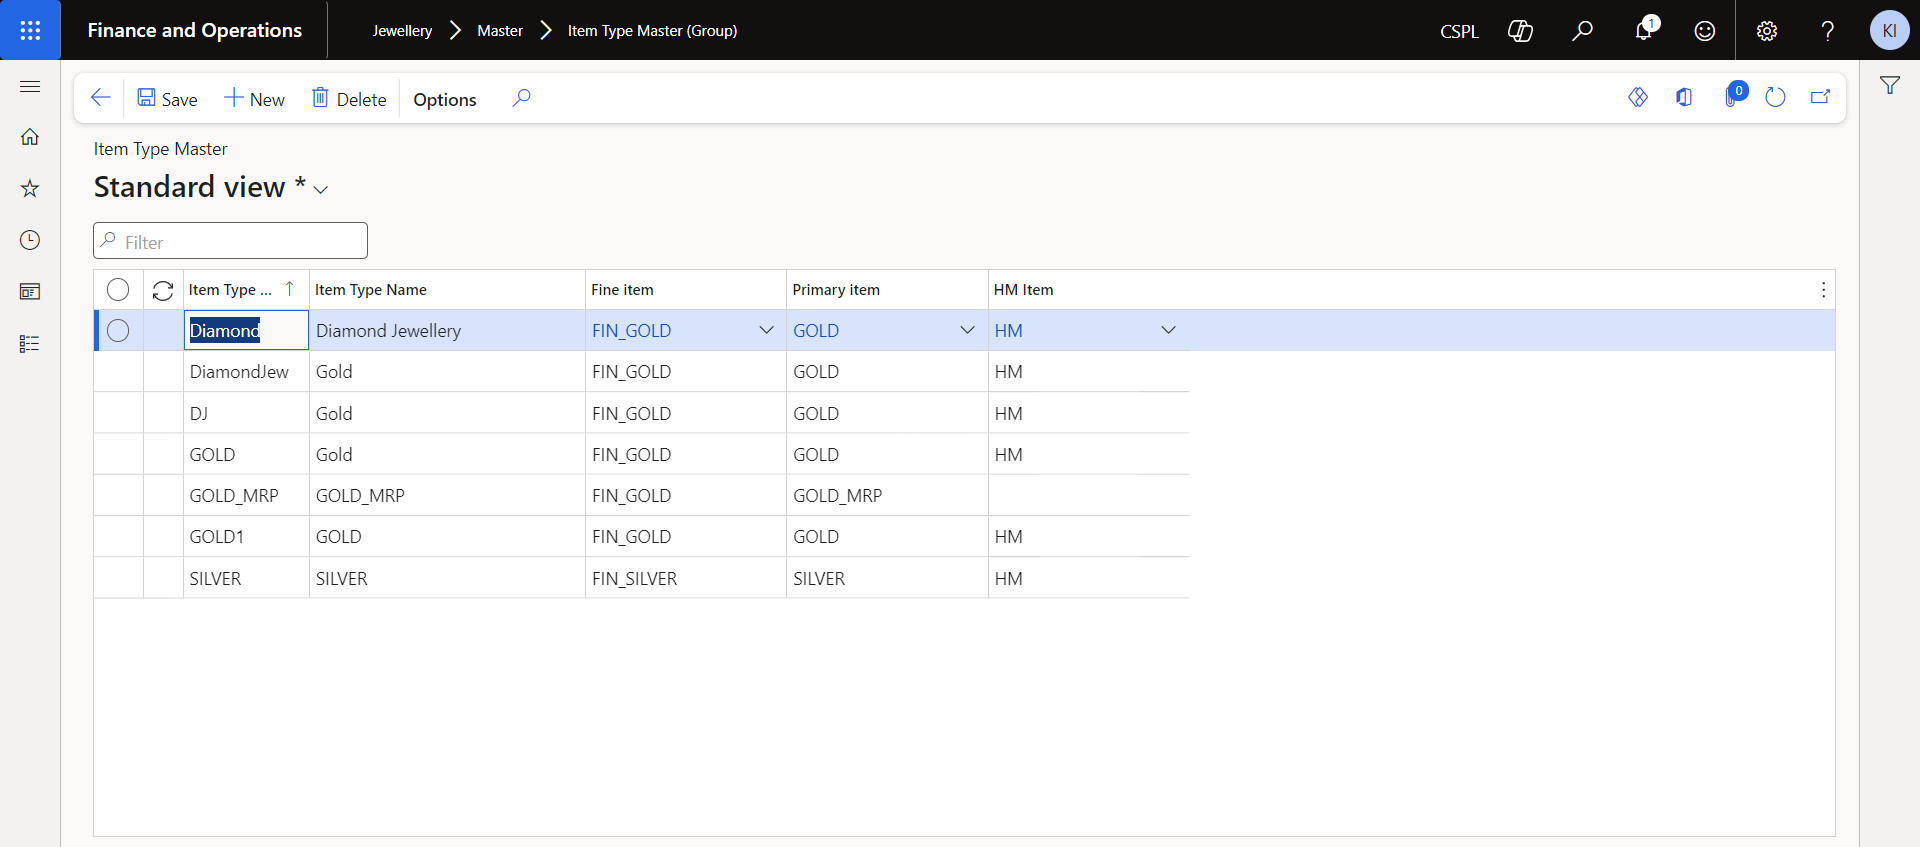 Finance and Operations
Jewellery Master Item Type Master (Group)
CSPL 1 ? KI
Save New Delete Options 0
Item Type Master
Standard view *
Filter
Item Type ... Item Type Name Fine item Primary item HM Item
Diamond Diamond Jewellery FIN_GOLD GOLD HM
DiamondJew Gold FIN_GOLD GOLD HM
DJ Gold FIN_GOLD GOLD HM
GOLD Gold FIN_GOLD GOLD HM
GOLD_MRP GOLD_MRP FIN_GOLD GOLD_MRP
GOLD1 GOLD FIN_GOLD GOLD HM
SILVER SILVER FIN_SILVER SILVER HM